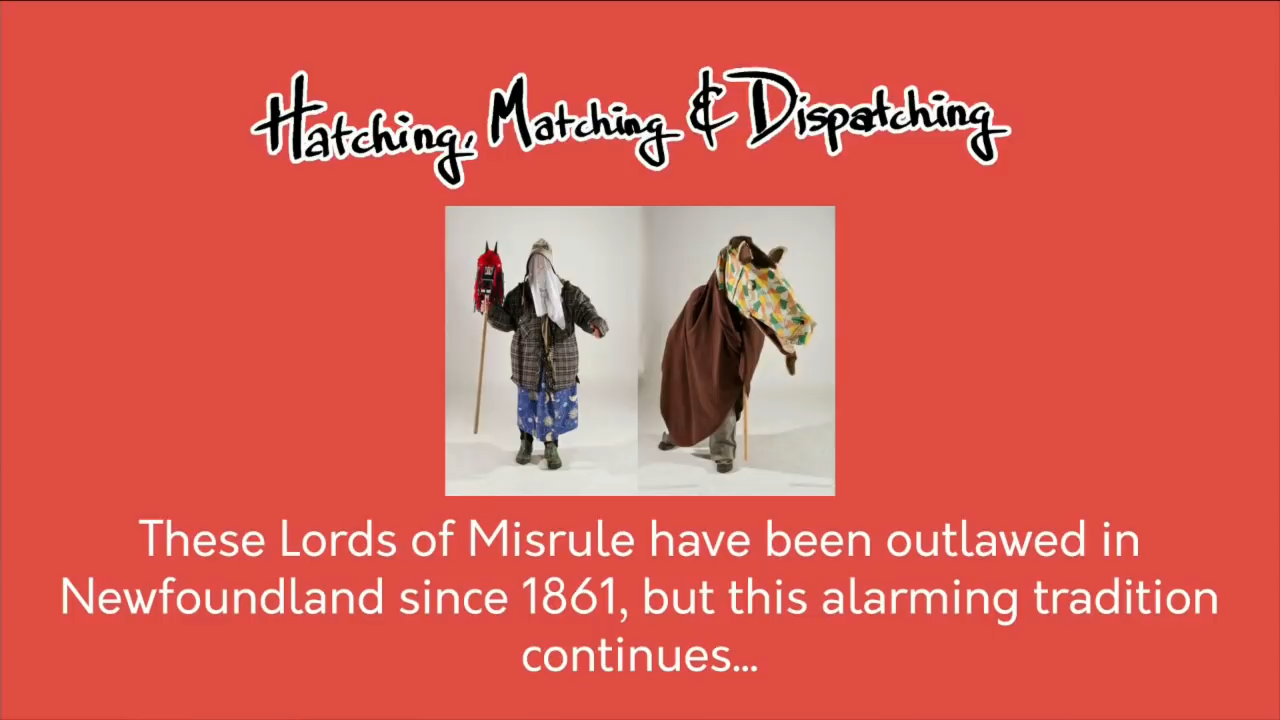 Hatching, Matching & Dispatching
These Lords of Misrule have been outlawed in
Newfoundland since 1861, but this alarming tradition
continues...